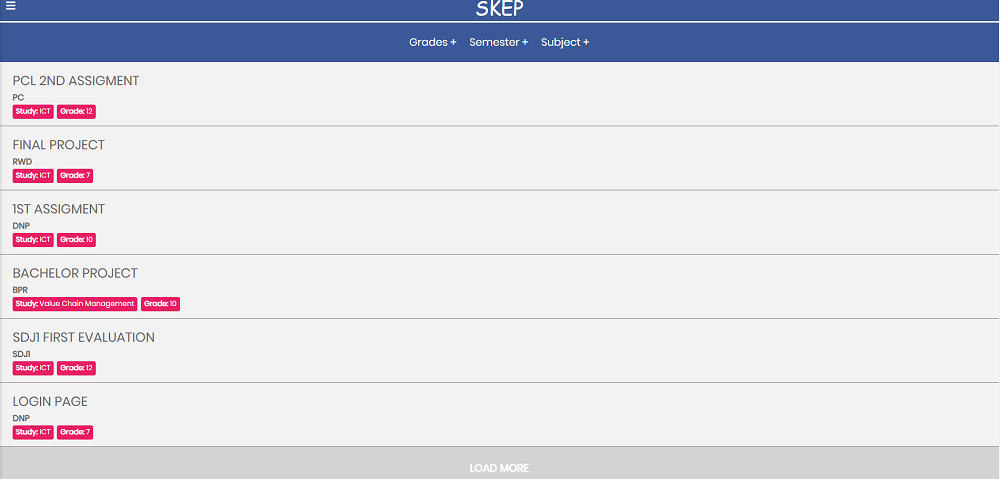 SKEP
Grades + Semester + Subject +
PCL 2ND ASSIGMENT
PC
Study: ICT Grade: 12
FINAL PROJECT
RWD
Study: ICT Grade: 7
1ST ASSIGMENT
DNP
Study: ICT Grade: 10
BACHELOR PROJECT
BPR
Study: Value Chain Management Grade: 10
SDJ1 FIRST EVALUATION
SDJ1
Study: ICT Grade: 12
LOGIN PAGE
DNP
Study: ICT Grade: 7
LOAD MORE